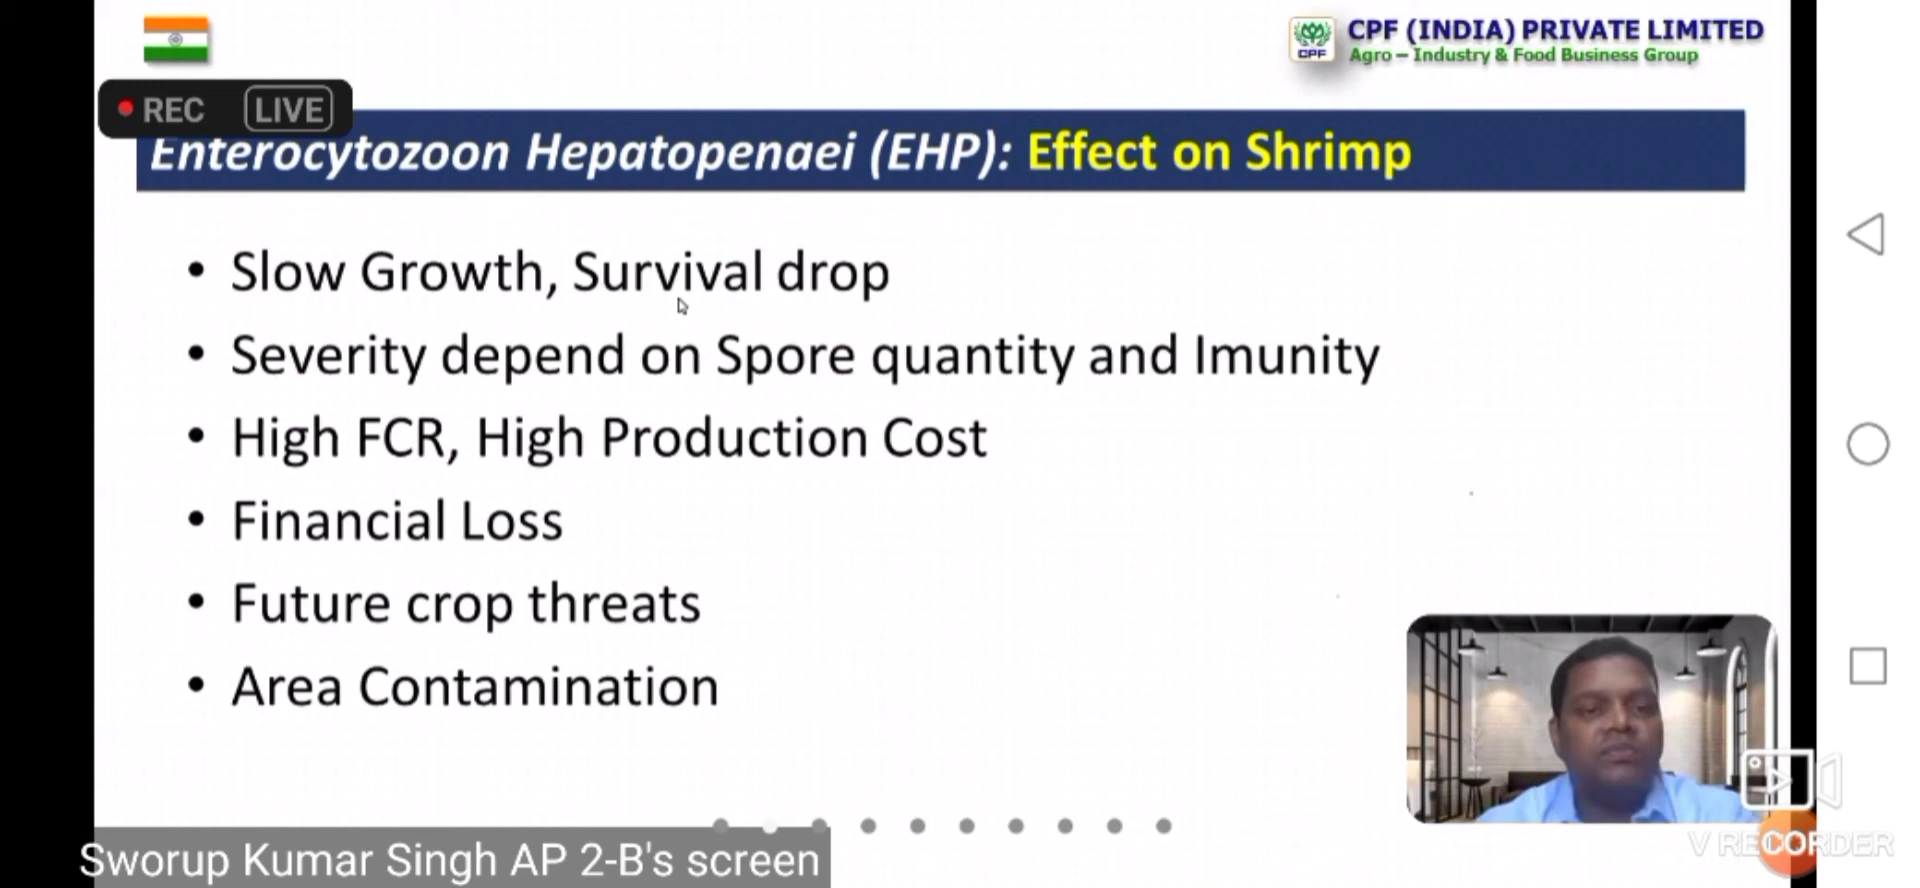 CPF (INDIA) PRIVATE LIMITED
CPF
Agro – Industry & Food Business Group
REC LIVE
Enterocytozoon Hepatopenaei (EHP): Effect on Shrimp
• Slow Growth, Survival drop
• Severity depend on Spore quantity and Imunity
• High FCR, High Production Cost
• Financial Loss
• Future crop threats
• Area Contamination
Sworup Kumar Singh AP 2-B's screen
V RECORDER